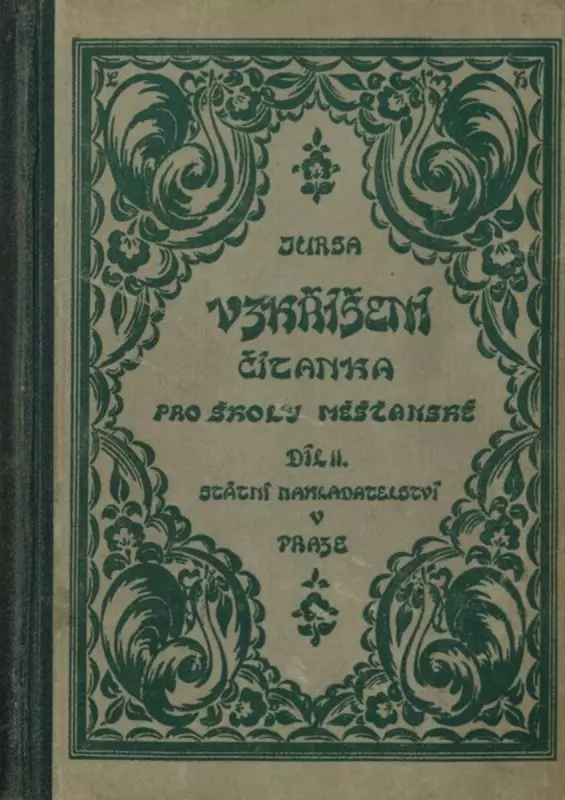 L H
JURSA
VZKŘÍŠENÍ
ČÍTANKA
PRO ŠKOLY MĚŠŤANSKÉ
DÍL II.
STÁTNÍ NAKLADATELSTVÍ
V
PRAZE